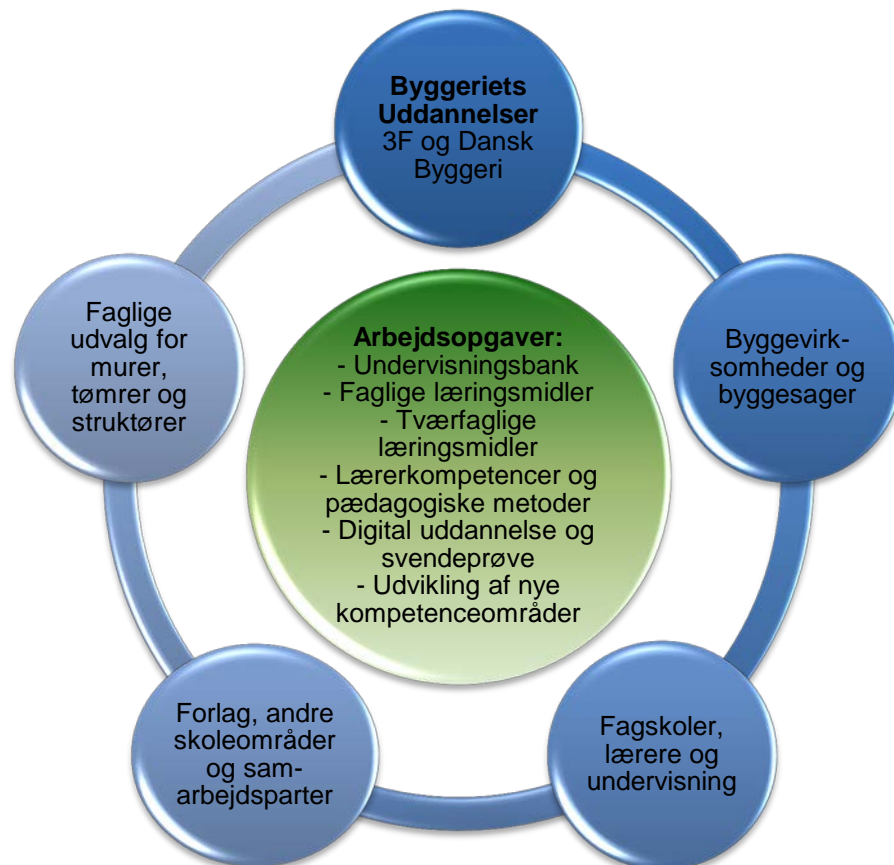 Byggeriets
Uddannelser
3F og Dansk
Byggeri
Faglige
udvalg for
murer,
tømrer og
struktører
Arbejdsopgaver:
- Undervisningsbank
- Faglige læringsmidler
- Tværfaglige
læringsmidler
- Lærerkompetencer og
pædagogiske metoder
- Digital uddannelse og
svendeprøve
- Udvikling af nye
kompetenceområder
Byggevirk-
somheder og
byggesager
Forlag, andre
skoleområder
og sam-
arbejdsparter
Fagskoler,
lærere og
undervisning